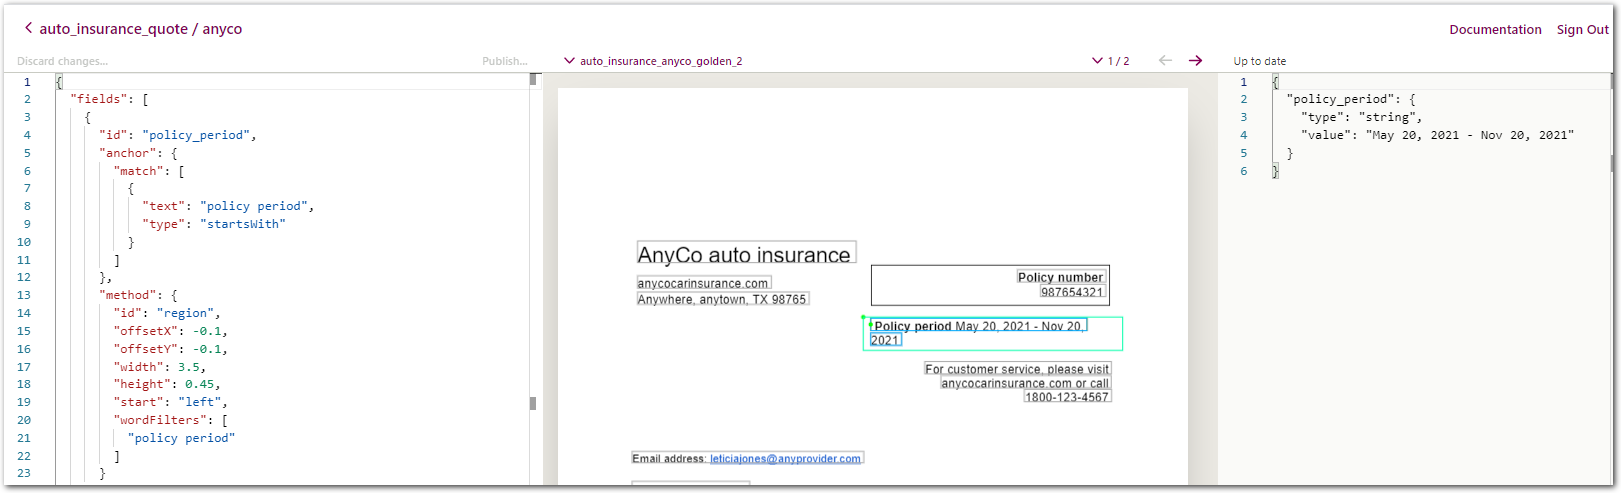 auto_insurance_quote / anyco
Documentation Sign Out
Discard changes... Publish... auto_insurance_anyco_golden_2 1 / 2 Up to date
1 {
2 "fields": [
3 {
4 "id": "policy_period",
5 "anchor": {
6 "match": [
7 {
8 "text": "policy period",
9 "type": "startsWith"
10 }
11 ]
12 },
13 "method": {
14 "id": "region",
15 "offsetX": -0.1,
16 "offsetY": -0.1,
17 "width": 3.5,
18 "height": 0.45,
19 "start": "left",
20 "wordFilters": [
21 "policy period"
22 ]
23 }
AnyCo auto insurance
anycocarinsurance.com
Anywhere, anytown, TX 98765
Policy number
987654321
Policy period May 20, 2021 - Nov 20,
2021
For customer service, please visit
anycocarinsurance.com or call
1800-123-4567
Email address: leticiajones@anyprovider.com
1 {
2 "policy_period": {
3 "type": "string",
4 "value": "May 20, 2021 - Nov 20, 2021"
5 }
6 }